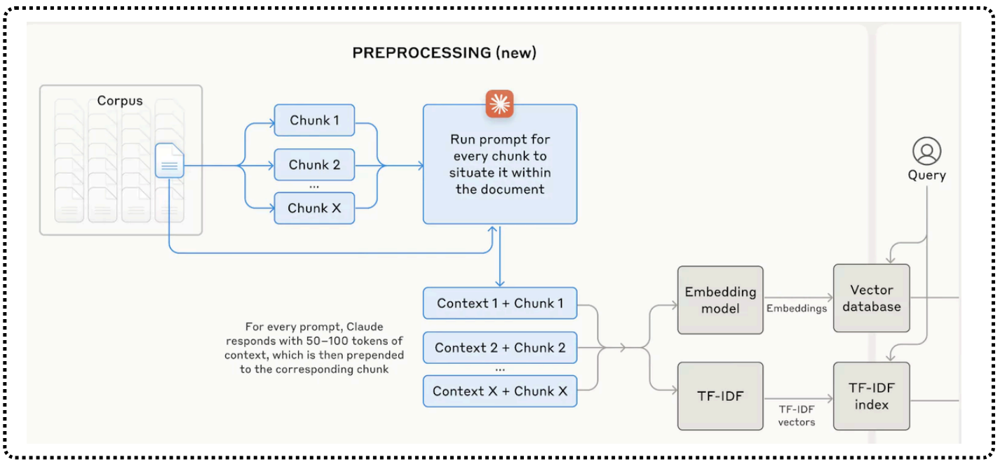 PREPROCESSING (new)
Corpus
Chunk 1
Chunk 2
...
Chunk X
Run prompt for
every chunk to
situate it within
the document
Query
For every prompt, Claude
responds with 50–100 tokens of
context, which is then prepended
to the corresponding chunk
Context 1 + Chunk 1
Context 2 + Chunk 2
...
Context X + Chunk X
Embedding
model
Embeddings
Vector
database
TF-IDF
TF-IDF
vectors
TF-IDF
index